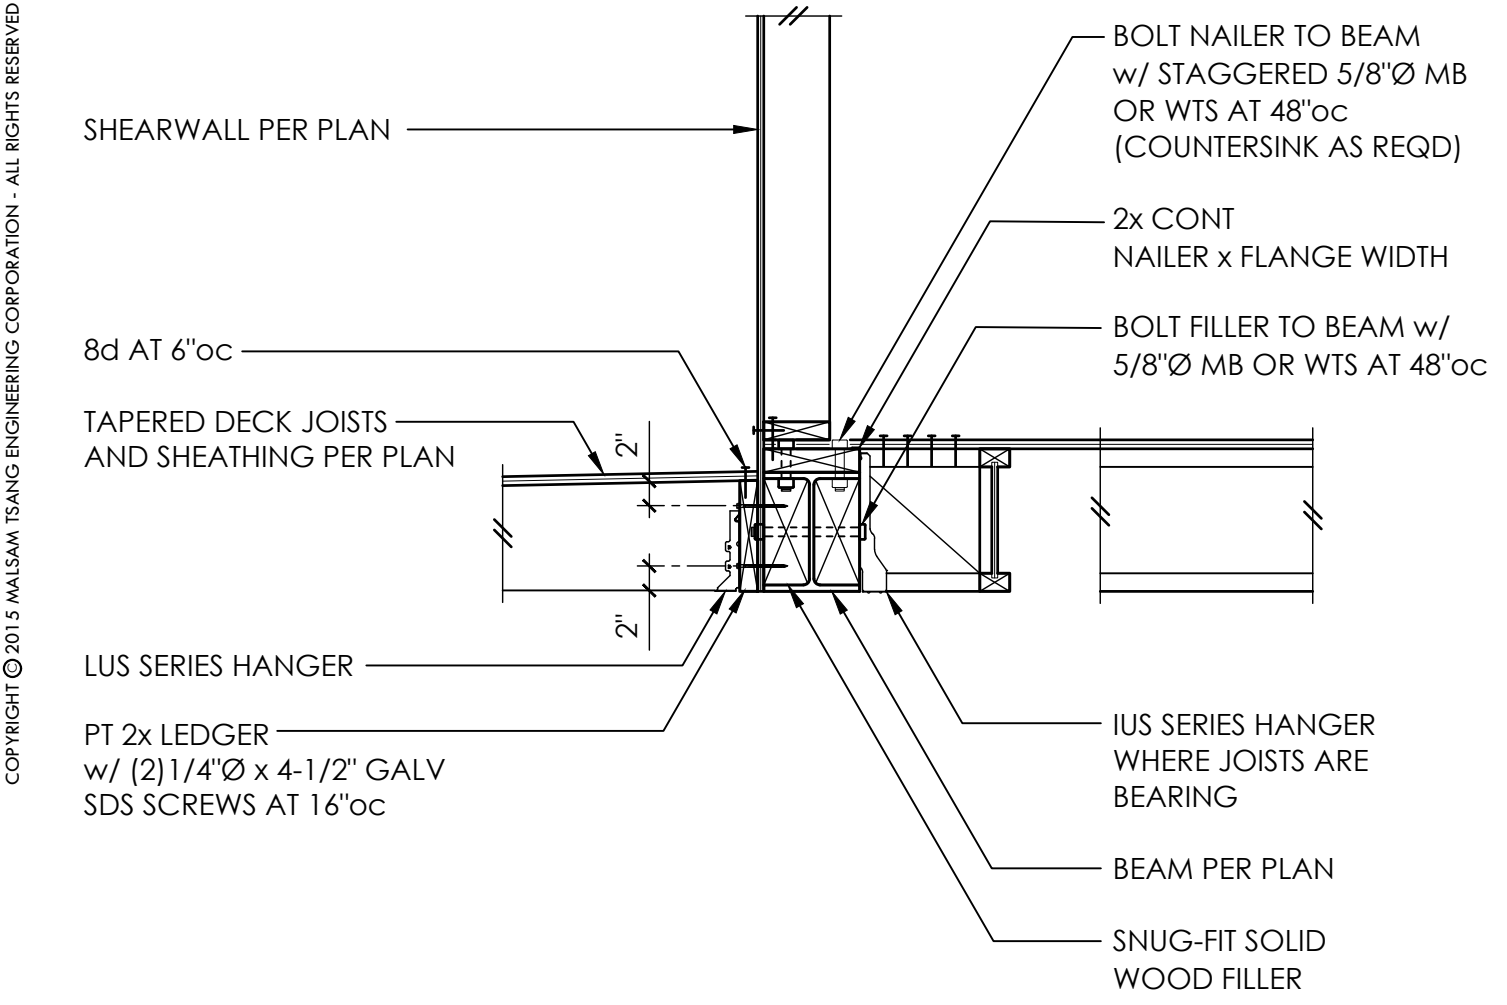 COPYRIGHT © 2015 MALSAM TSANG ENGINEERING CORPORATION - ALL RIGHTS RESERVED
SHEARWALL PER PLAN
8d AT 6"oc
TAPERED DECK JOISTS
AND SHEATHING PER PLAN
2"
2"
LUS SERIES HANGER
PT 2x LEDGER
w/ (2)1/4"Ø x 4-1/2" GALV
SDS SCREWS AT 16"oc
BOLT NAILER TO BEAM
w/ STAGGERED 5/8"Ø MB
OR WTS AT 48"oc
(COUNTERSINK AS REQD)
2x CONT
NAILER x FLANGE WIDTH
BOLT FILLER TO BEAM w/
5/8"Ø MB OR WTS AT 48"oc
IUS SERIES HANGER
WHERE JOISTS ARE
BEARING
BEAM PER PLAN
SNUG-FIT SOLID
WOOD FILLER